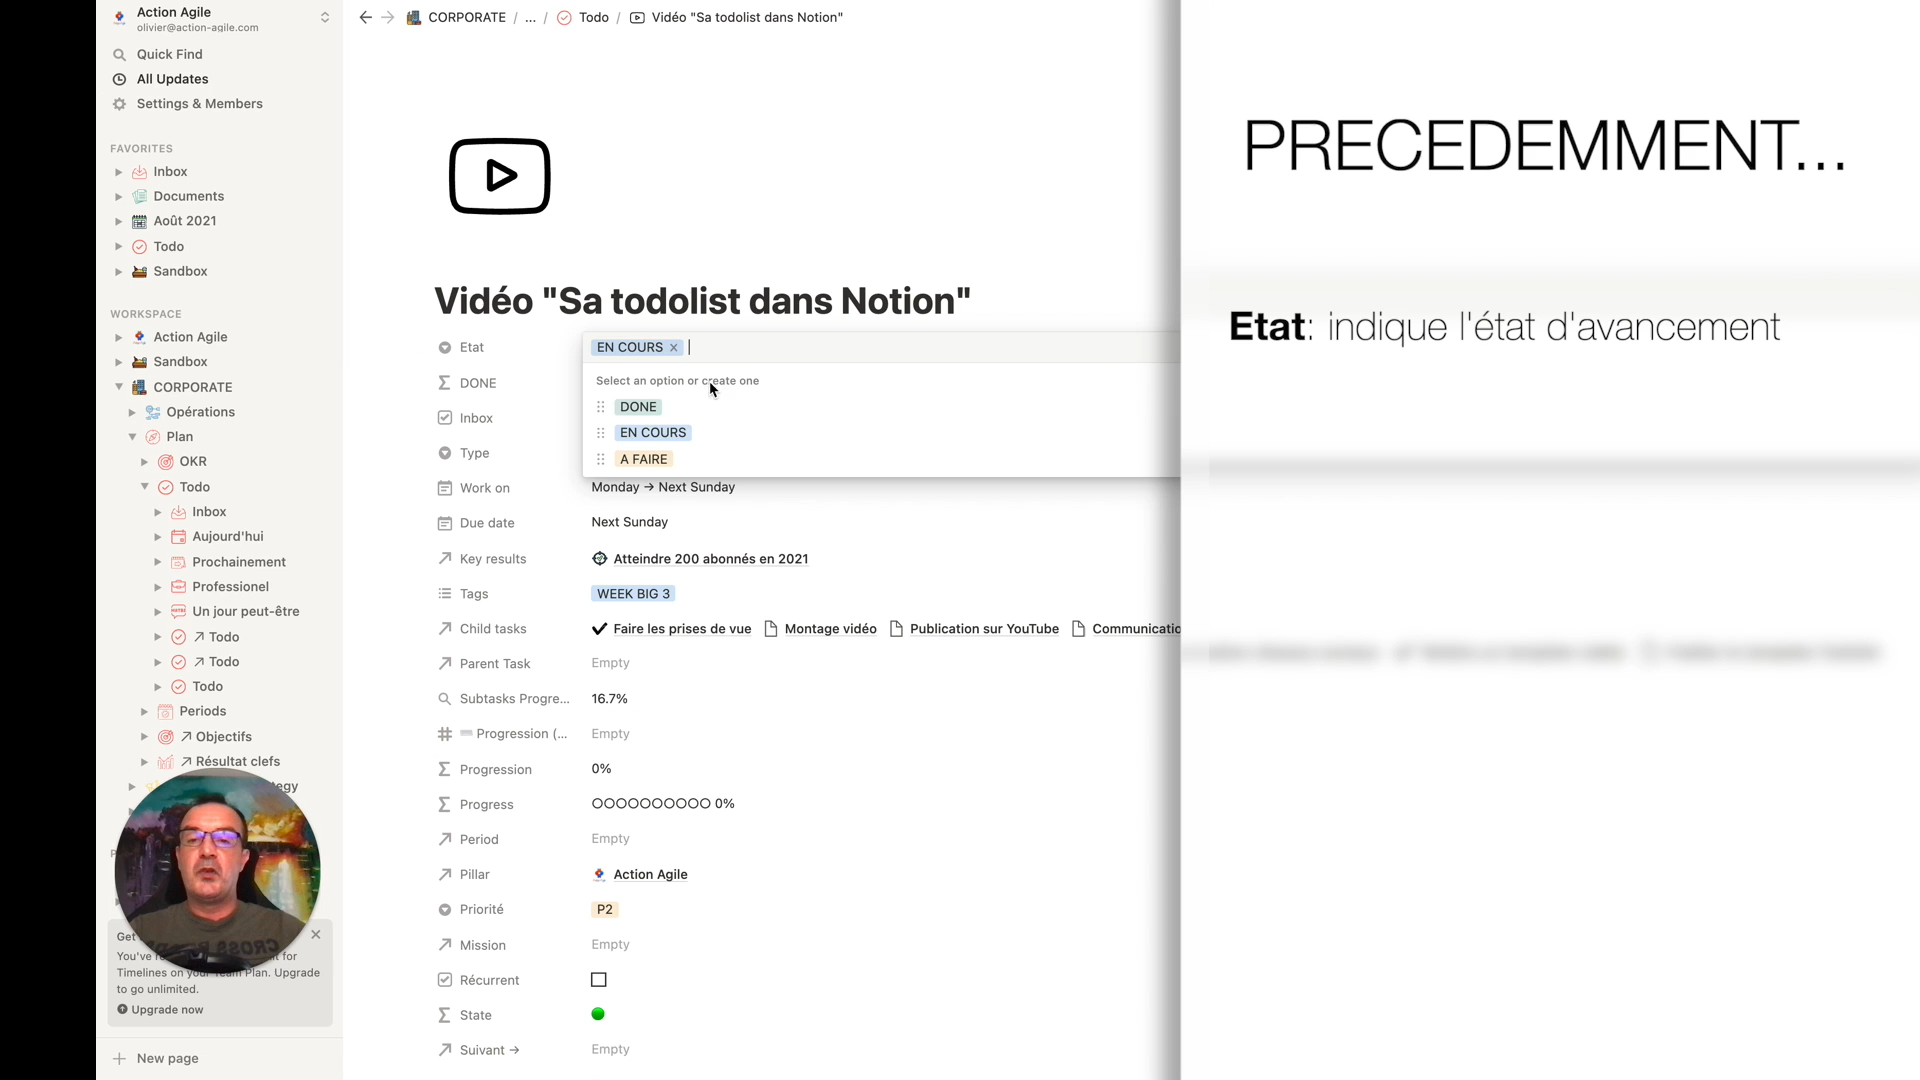 Action Agile
olivier@action-agile.com
Quick Find
All Updates
Settings & Members
FAVORITES
Inbox
Documents
Août 2021
Todo
Sandbox
WORKSPACE
Action Agile
Sandbox
CORPORATE
Opérations
Plan
OKR
Todo
Inbox
Aujourd'hui
Prochainement
Professionel
Un jour peut-être
↗ Todo
↗ Todo
Todo
Periods
↗ Objectifs
↗ Résultat clefs
Get
You've
for
Timelines on your Team Plan. Upgrade
to go unlimited.
Upgrade now
New page
CORPORATE / ... / Todo / Vidéo "Sa todolist dans Notion"
Vidéo "Sa todolist dans Notion"
Etat EN COURS ×
DONE
Select an option or create one
DONE
Inbox
EN COURS
Type
A FAIRE
Work on Monday → Next Sunday
Due date Next Sunday
Key results Atteindre 200 abonnés en 2021
Tags WEEK BIG 3
Child tasks Faire les prises de vue Montage vidéo Publication sur YouTube Communicatio
Parent Task Empty
Subtasks Progre... 16.7%
Progression (... Empty
Progression 0%
Progress 0%
Period Empty
Pillar Action Agile
Priorité P2
Mission Empty
Récurrent
State
Suivant → Empty
PRECEDEMMENT...
Etat: indique l'état d'avancement